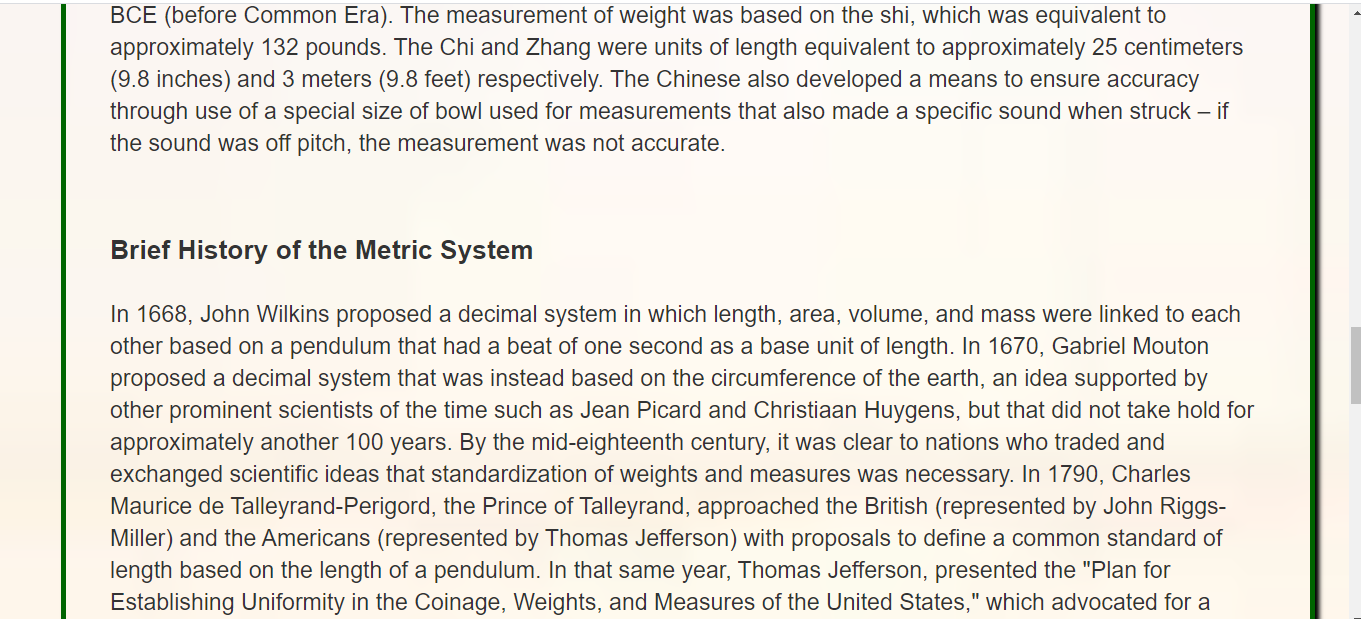 BCE (before Common Era). The measurement of weight was based on the shi, which was equivalent to
approximately 132 pounds. The Chi and Zhang were units of length equivalent to approximately 25 centimeters
(9.8 inches) and 3 meters (9.8 feet) respectively. The Chinese also developed a means to ensure accuracy
through use of a special size of bowl used for measurements that also made a specific sound when struck – if
the sound was off pitch, the measurement was not accurate.
Brief History of the Metric System
In 1668, John Wilkins proposed a decimal system in which length, area, volume, and mass were linked to each
other based on a pendulum that had a beat of one second as a base unit of length. In 1670, Gabriel Mouton
proposed a decimal system that was instead based on the circumference of the earth, an idea supported by
other prominent scientists of the time such as Jean Picard and Christiaan Huygens, but that did not take hold for
approximately another 100 years. By the mid-eighteenth century, it was clear to nations who traded and
exchanged scientific ideas that standardization of weights and measures was necessary. In 1790, Charles
Maurice de Talleyrand-Perigord, the Prince of Talleyrand, approached the British (represented by John Riggs-
Miller) and the Americans (represented by Thomas Jefferson) with proposals to define a common standard of
length based on the length of a pendulum. In that same year, Thomas Jefferson, presented the "Plan for
Establishing Uniformity in the Coinage, Weights, and Measures of the United States," which advocated for a